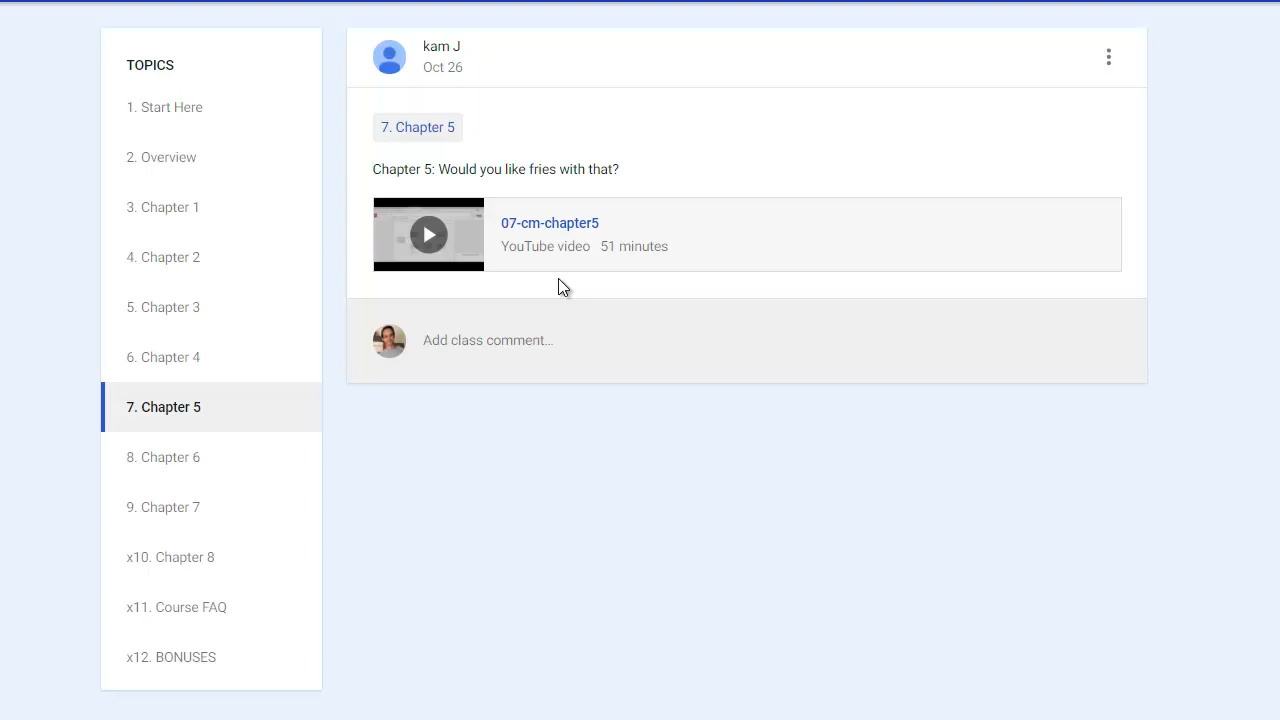 TOPICS
1. Start Here
2. Overview
3. Chapter 1
4. Chapter 2
5. Chapter 3
6. Chapter 4
7. Chapter 5
8. Chapter 6
9. Chapter 7
x10. Chapter 8
x11. Course FAQ
x12. BONUSES
kam J
Oct 26
7. Chapter 5
Chapter 5: Would you like fries with that?
07-cm-chapter5
YouTube video 51 minutes
Add class comment...